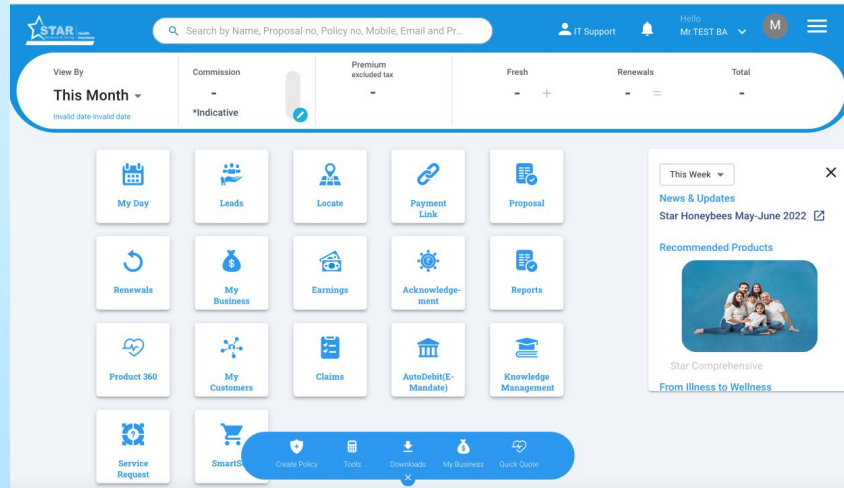 STAR Health Insurance
Search by Name, Proposal no, Policy no, Mobile, Email and Pr...
IT Support
Hello
Mr.TEST BA
M
View By
This Month
Invalid date-Invalid date
Commission
-
*Indicative
Premium
excluded tax
-
Fresh
-
+
Renewals
-
=
Total
-
My Day
Leads
Locate
Payment
Link
Proposal
Renewals
My
Business
Earnings
Acknowledge-
ment
Reports
Product 360
My
Customers
Claims
AutoDebit(E-
Mandate)
Knowledge
Management
Service
Request
SmartS
Create Policy
Tools
Downloads
My Business
Quick Quote
This Week
News & Updates
Star Honeybees May-June 2022
Recommended Products
Star Comprehensive
From Illness to Wellness